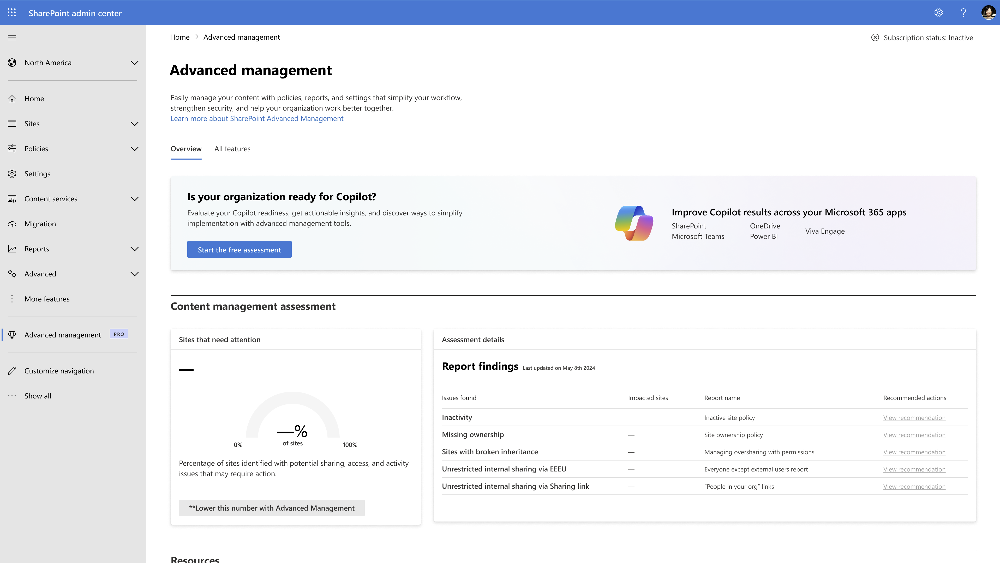 SharePoint admin center
Home > Advanced management
Subscription status: Inactive
North America
Home
Sites
Policies
Settings
Content services
Migration
Reports
Advanced
More features
Advanced management PRO
Customize navigation
Show all
Advanced management
Easily manage your content with policies, reports, and settings that simplify your workflow,
strengthen security, and help your organization work better together.
Learn more about SharePoint Advanced Management
Overview All features
Is your organization ready for Copilot?
Evaluate your Copilot readiness, get actionable insights, and discover ways to simplify
implementation with advanced management tools.
Start the free assessment
Improve Copilot results across your Microsoft 365 apps
SharePoint OneDrive
Viva Engage
Microsoft Teams Power BI
Content management assessment
Sites that need attention
—
—%
of sites
0% 100%
Percentage of sites identified with potential sharing, access, and activity
issues that may require action.
**Lower this number with Advanced Management
Assessment details
Report findings Last updated on May 8th 2024
Issues found Impacted sites Report name Recommended actions
Inactivity — Inactive site policy View recommendation
Missing ownership — Site ownership policy View recommendation
Sites with broken inheritance — Managing oversharing with permissions View recommendation
Unrestricted internal sharing via EEEU — Everyone except external users report View recommendation
Unrestricted internal sharing via Sharing link — “People in your org” links View recommendation
Resources